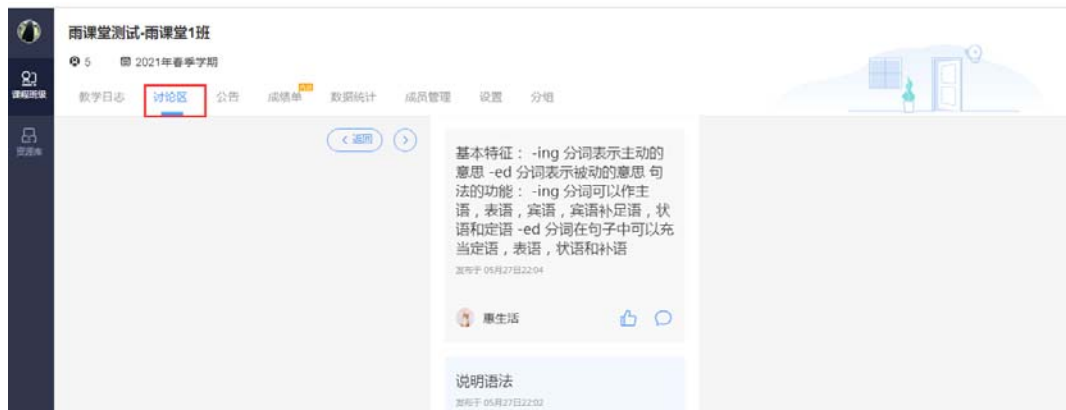 雨课堂测试-雨课堂1班
5 2021年春季学期
课程班级
教学日志 讨论区 公告 成绩单 数据统计 成员管理 设置 分组
资源库
< 返回 >
基本特征： -ing 分词表示主动的
意思 -ed 分词表示被动的意思 句
法的功能： -ing 分词可以作主
语，表语，宾语，宾语补足语，状
语和定语 -ed 分词在句子中可以充
当定语，表语，状语和补语
发布于 05月27日22:04
惠生活
说明语法
发布于 05月27日22:02